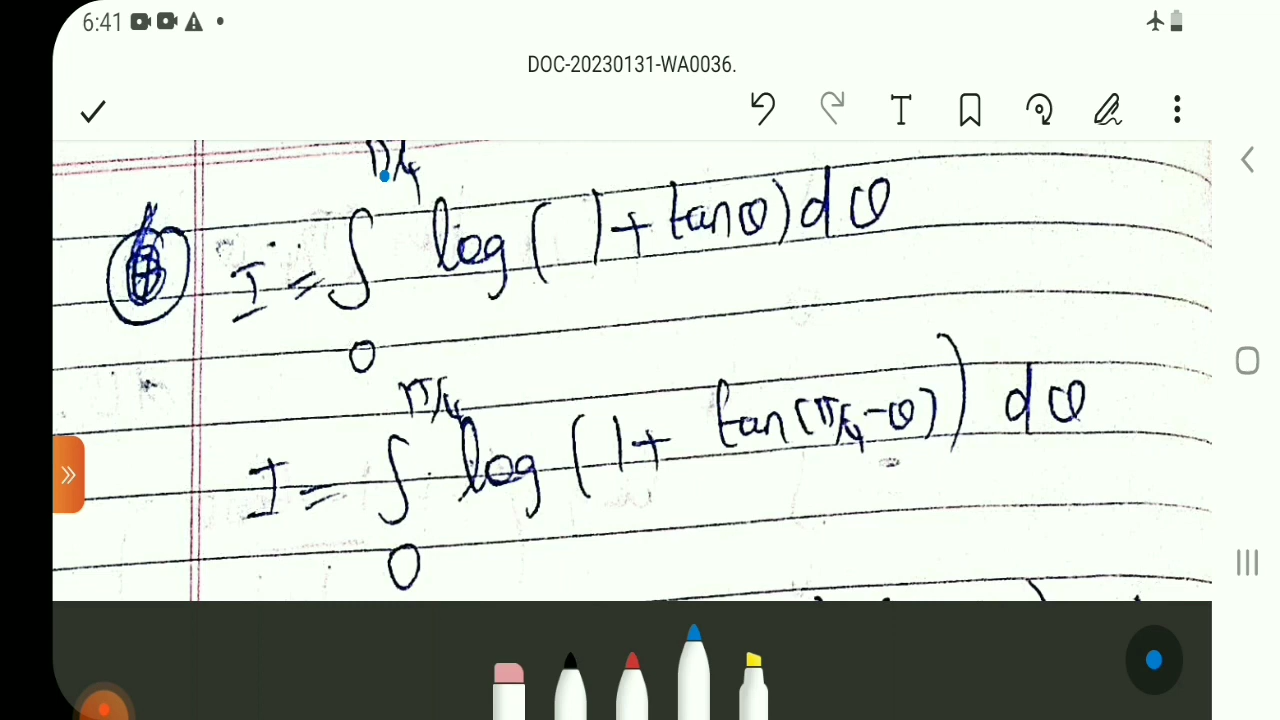 6:41
DOC-20230131-WA0036.
T
π/4
I = ∫ log(1+tanθ)dθ
0
π/4
I = ∫ log(1+ tan(π/4-θ)) dθ
0